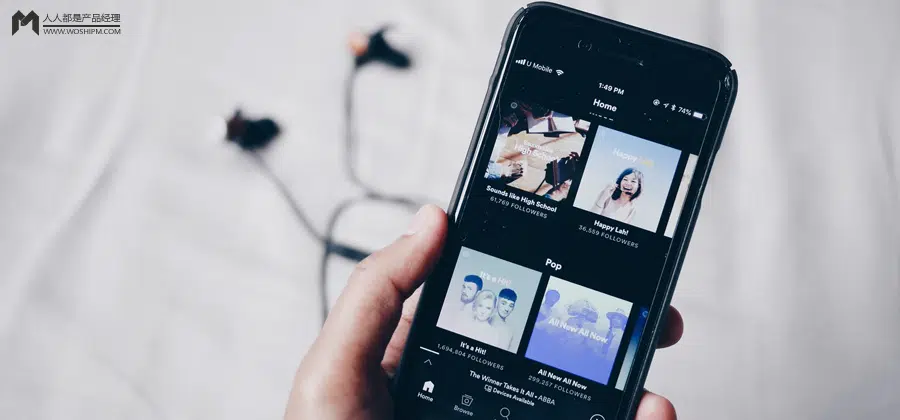 人人都是产品经理
WWW.WOSHIPM.COM
U Mobile
1:49 PM
74%
Home
High School
Happy Lah!
Sounds like High School
61,769 FOLLOWERS
Happy Lah!
36,559 FOLLOWERS
Pop
It's a Hit!
All New All Now
It's a Hit!
1,694,804 FOLLOWERS
All New All Now
299,257 FOLLOWERS
The Winner Takes It All • ABBA
Devices Available
Home
Browse